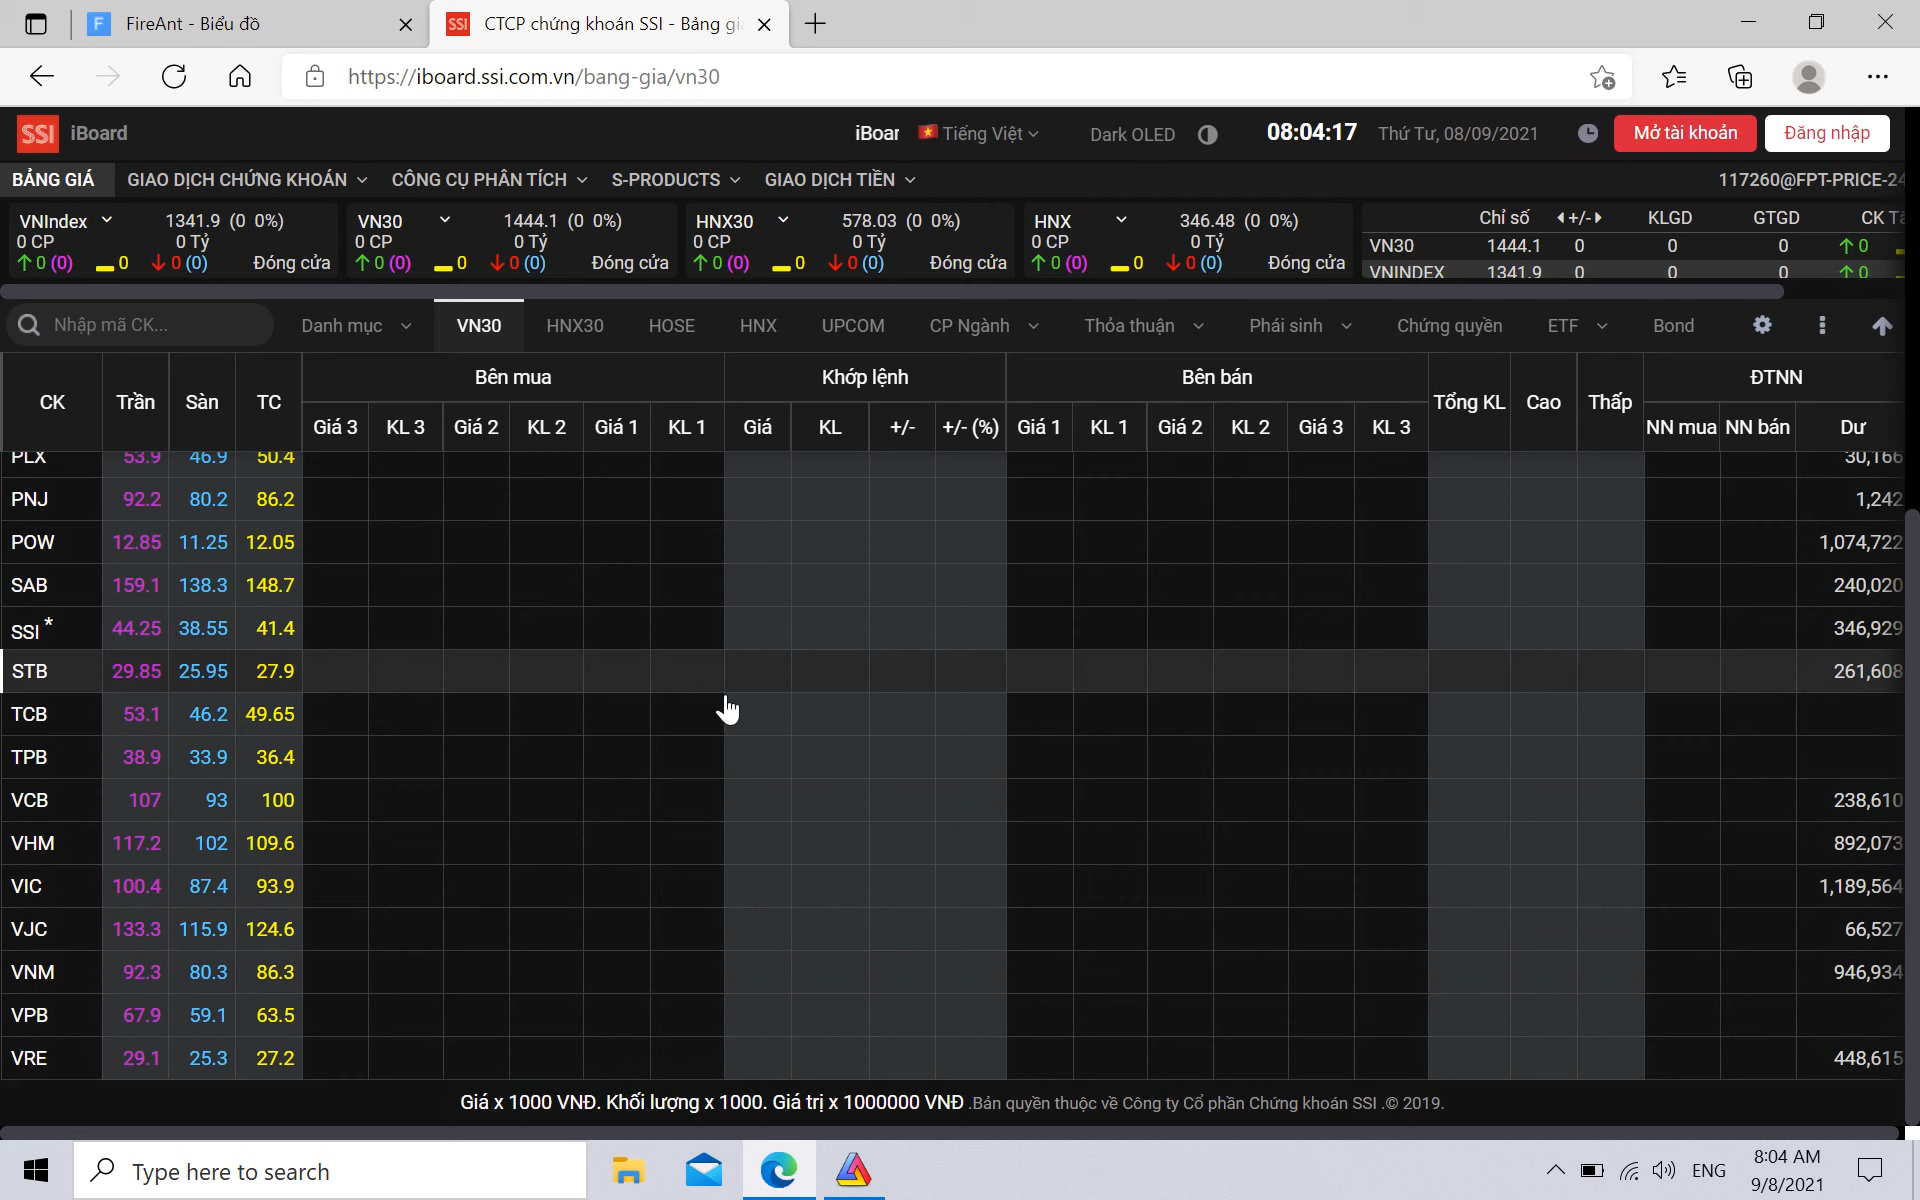 FireAnt - Biểu đồ
SSI CTCP chứng khoán SSI - Bảng giá
https://iboard.ssi.com.vn/bang-gia/vn30
SSI iBoard iBoar Tiếng Việt Dark OLED 08:04:17 Thứ Tư, 08/09/2021 Mở tài khoản Đăng nhập
BẢNG GIÁ GIAO DỊCH CHỨNG KHOÁN CÔNG CỤ PHÂN TÍCH S-PRODUCTS GIAO DỊCH TIỀN 117260@FPT-PRICE-24
VNIndex 1341.9 (0 0%) VN30 1444.1 (0 0%) HNX30 578.03 (0 0%) HNX 346.48 (0 0%) Chỉ số +/- KLGD GTGD CK Tă
0 CP 0 Tỷ 0 CP 0 Tỷ 0 CP 0 Tỷ 0 CP 0 Tỷ VN30 1444.1 0 0 0 0
0 (0) 0 0 (0) Đóng cửa 0 (0) 0 0 (0) Đóng cửa 0 (0) 0 0 (0) Đóng cửa 0 (0) 0 0 (0) Đóng cửa VNINDEX 1341.9 0 0 0 0
Nhập mã CK... Danh mục VN30 HNX30 HOSE HNX UPCOM CP Ngành Thỏa thuận Phái sinh Chứng quyền ETF Bond
CK Trần Sàn TC Bên mua Khớp lệnh Bên bán Tổng KL Cao Thấp ĐTNN
Giá 3 KL 3 Giá 2 KL 2 Giá 1 KL 1 Giá KL +/- +/- (%) Giá 1 KL 1 Giá 2 KL 2 Giá 3 KL 3 NN mua NN bán Dư
PLX 53.9 46.9 50.4 30,166
PNJ 92.2 80.2 86.2 1,242
POW 12.85 11.25 12.05 1,074,722
SAB 159.1 138.3 148.7 240,020
SSI * 44.25 38.55 41.4 346,929
STB 29.85 25.95 27.9 261,608
TCB 53.1 46.2 49.65
TPB 38.9 33.9 36.4
VCB 107 93 100 238,610
VHM 117.2 102 109.6 892,073
VIC 100.4 87.4 93.9 1,189,564
VJC 133.3 115.9 124.6 66,527
VNM 92.3 80.3 86.3 946,934
VPB 67.9 59.1 63.5
VRE 29.1 25.3 27.2 448,615
Giá x 1000 VNĐ. Khối lượng x 1000. Giá trị x 1000000 VNĐ .Bản quyền thuộc về Công ty Cổ phần Chứng khoán SSI .© 2019.
Type here to search ENG 8:04 AM
9/8/2021